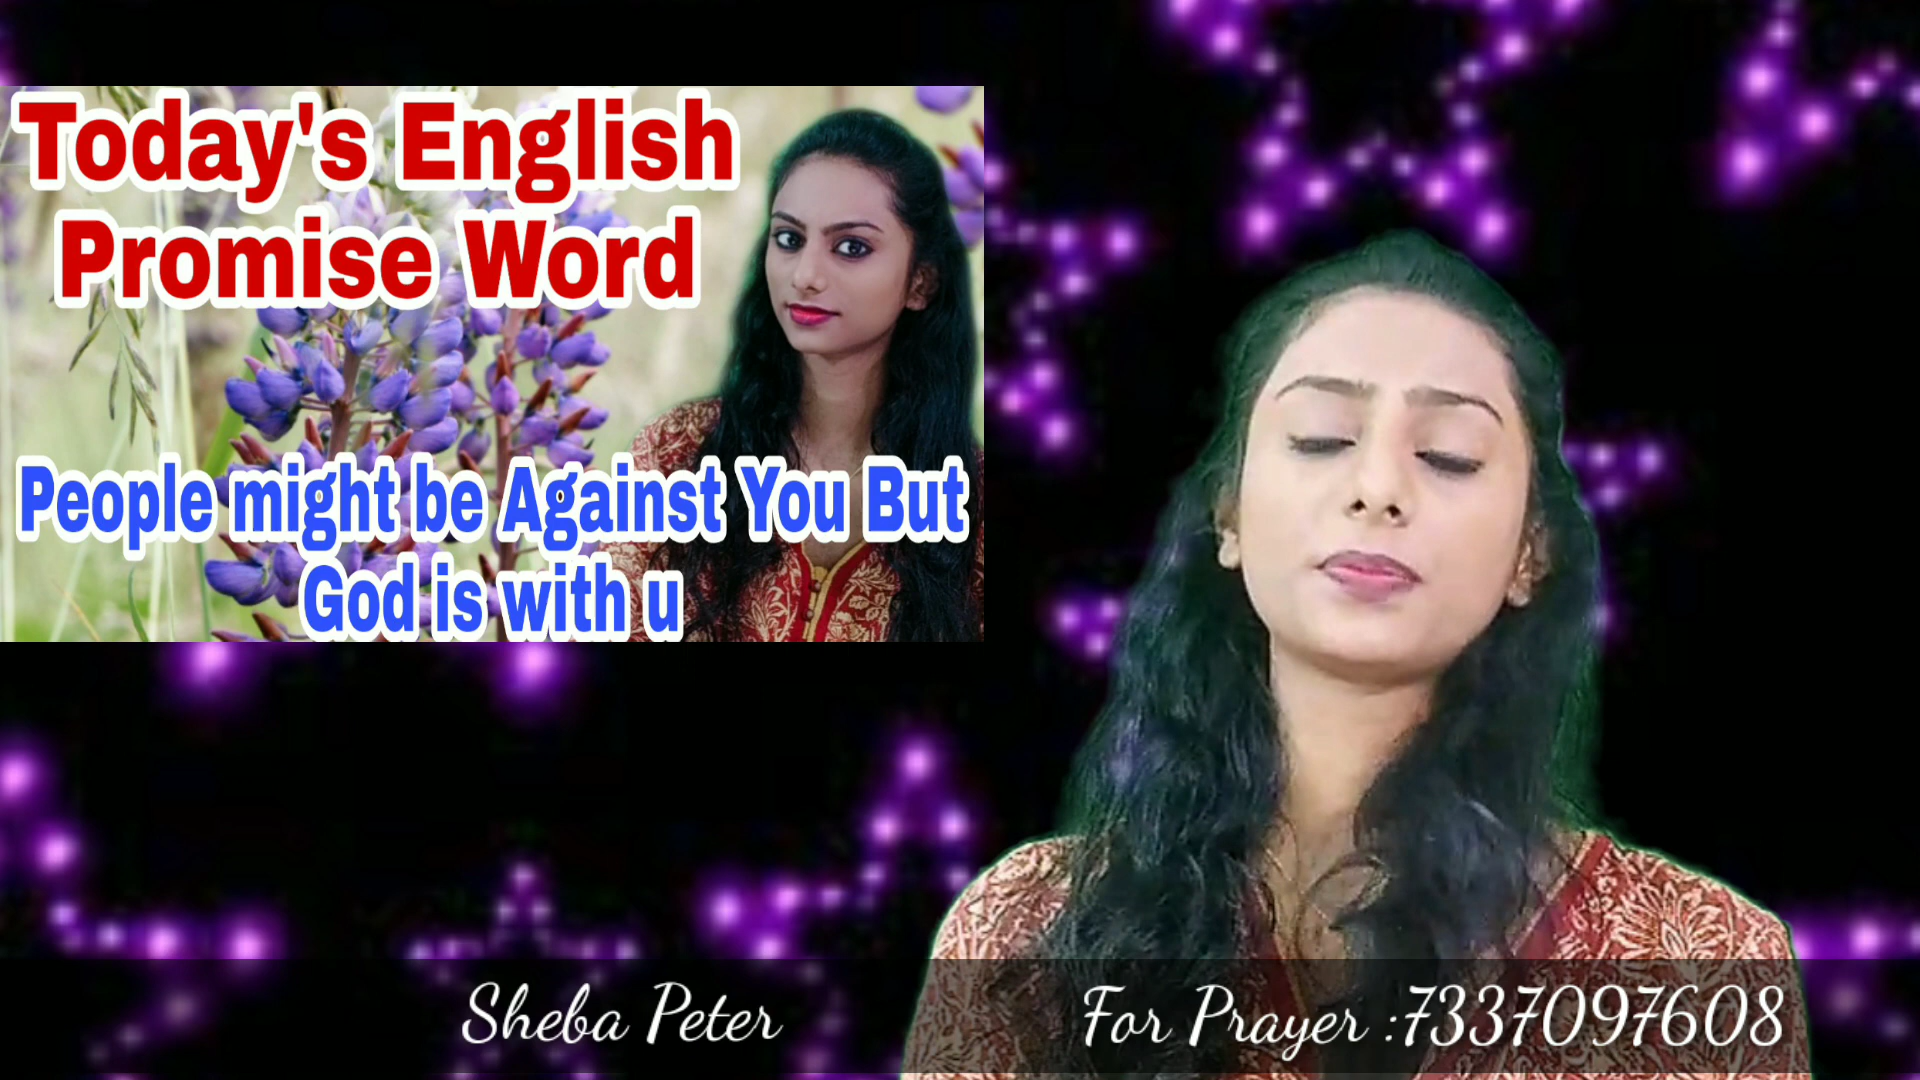 Today's English
Promise Word
People might be Against You But
God is with u
Sheba Peter
For Prayer :7337097608